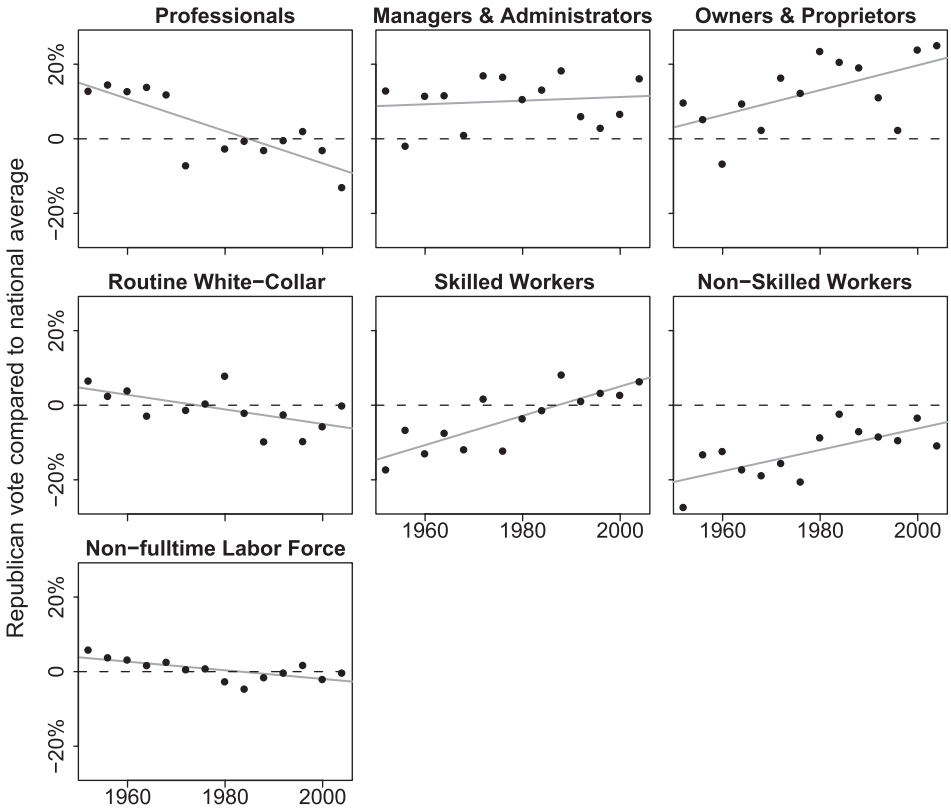 Professionals
Managers & Administrators
Owners & Proprietors
Republican vote compared to national average
20%
0
−20%
Routine White−Collar
Skilled Workers
Non−Skilled Workers
20%
0
−20%
1960 1980 2000
1960 1980 2000
Non−fulltime Labor Force
20%
0
−20%
1960 1980 2000